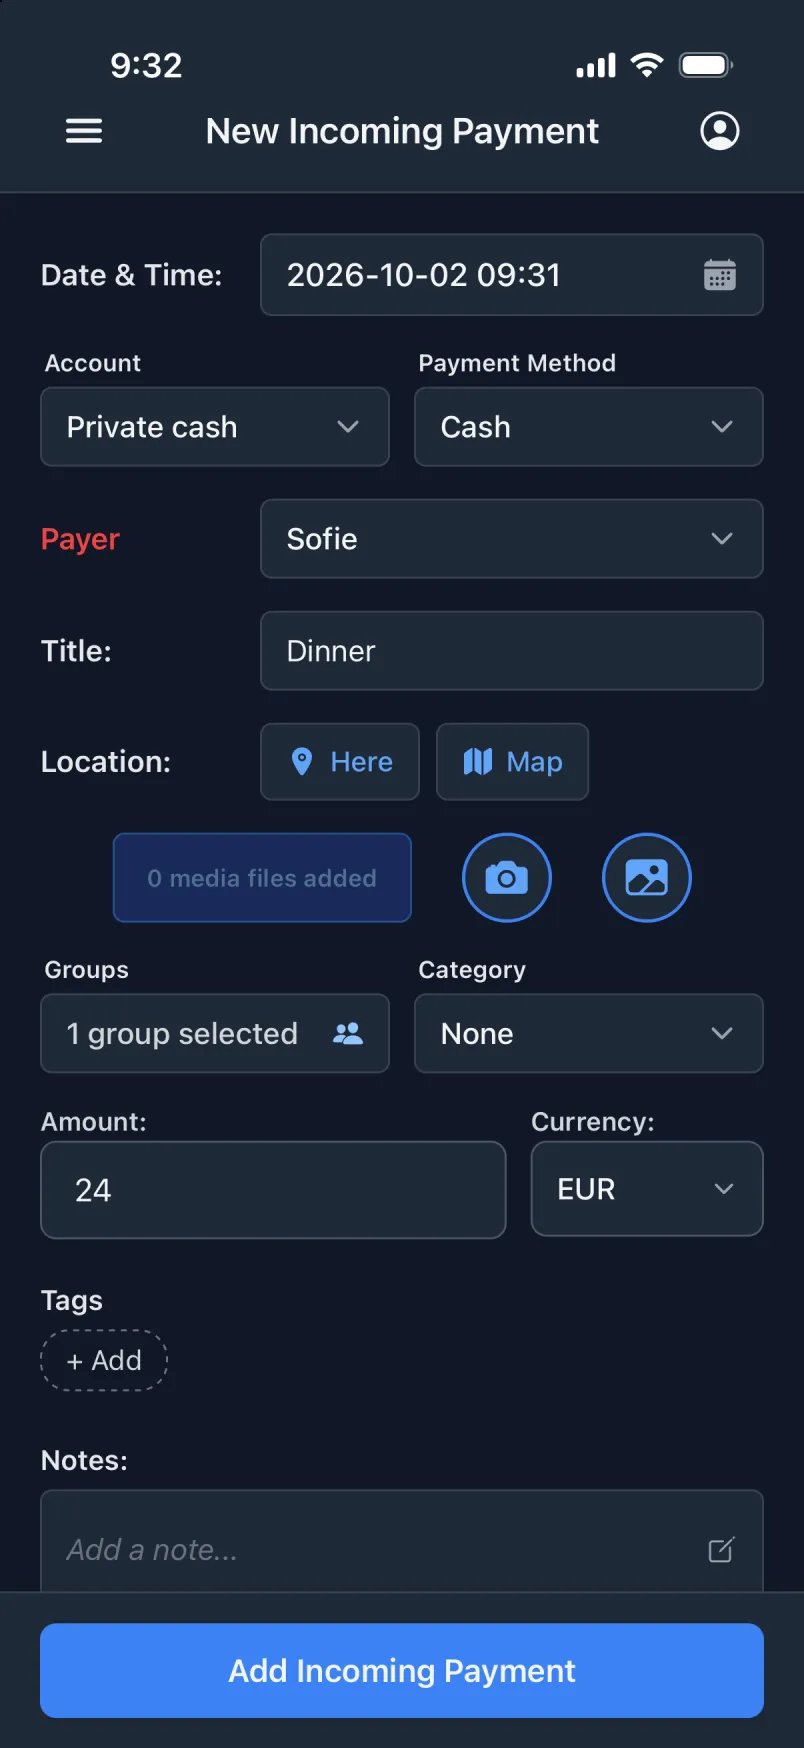 9:32
New Incoming Payment
Date & Time: 2026-10-02 09:31
Account Payment Method
Private cash Cash
Payer Sofie
Title: Dinner
Location: Here Map
0 media files added
Groups Category
1 group selected None
Amount: Currency:
24 EUR
Tags
+ Add
Notes:
Add a note...
Add Incoming Payment